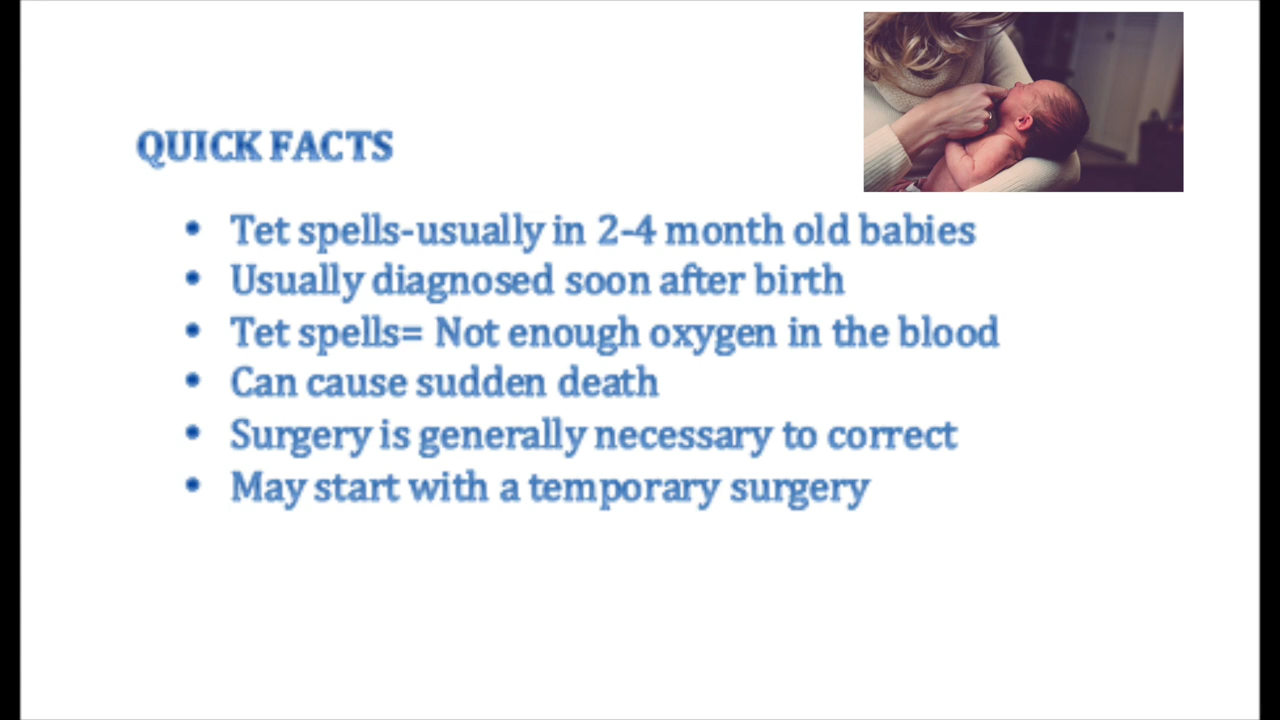 QUICK FACTS
• Tet spells-usually in 2-4 month old babies
• Usually diagnosed soon after birth
• Tet spells= Not enough oxygen in the blood
• Can cause sudden death
• Surgery is generally necessary to correct
• May start with a temporary surgery